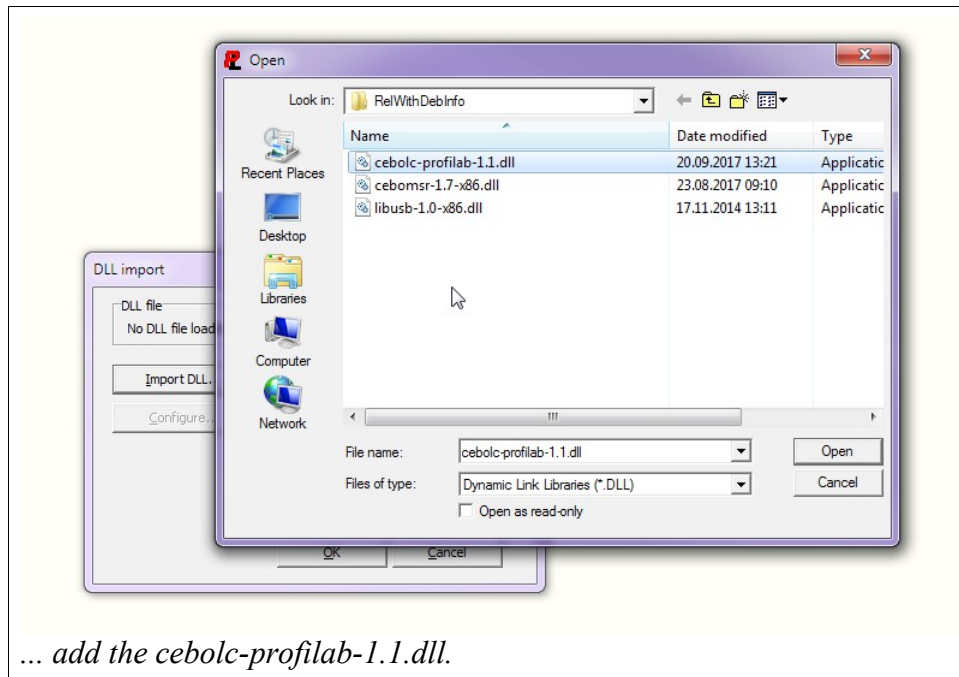 Open
Look in: RelWithDebInfo
Name Date modified Type
cebolc-profilab-1.1.dll 20.09.2017 13:21 Applicatic
cebomsr-1.7-x86.dll 23.08.2017 09:10 Applicatic
libusb-1.0-x86.dll 17.11.2014 13:11 Applicatic
Recent Places
Desktop
Libraries
Computer
Network
File name: cebolc-profilab-1.1.dll Open
Files of type: Dynamic Link Libraries (*.DLL) Cancel
Open as read-only
DLL import
DLL file
No DLL file load
Import DLL.
Configure..
OK Cancel
... add the cebolc-profilab-1.1.dll.